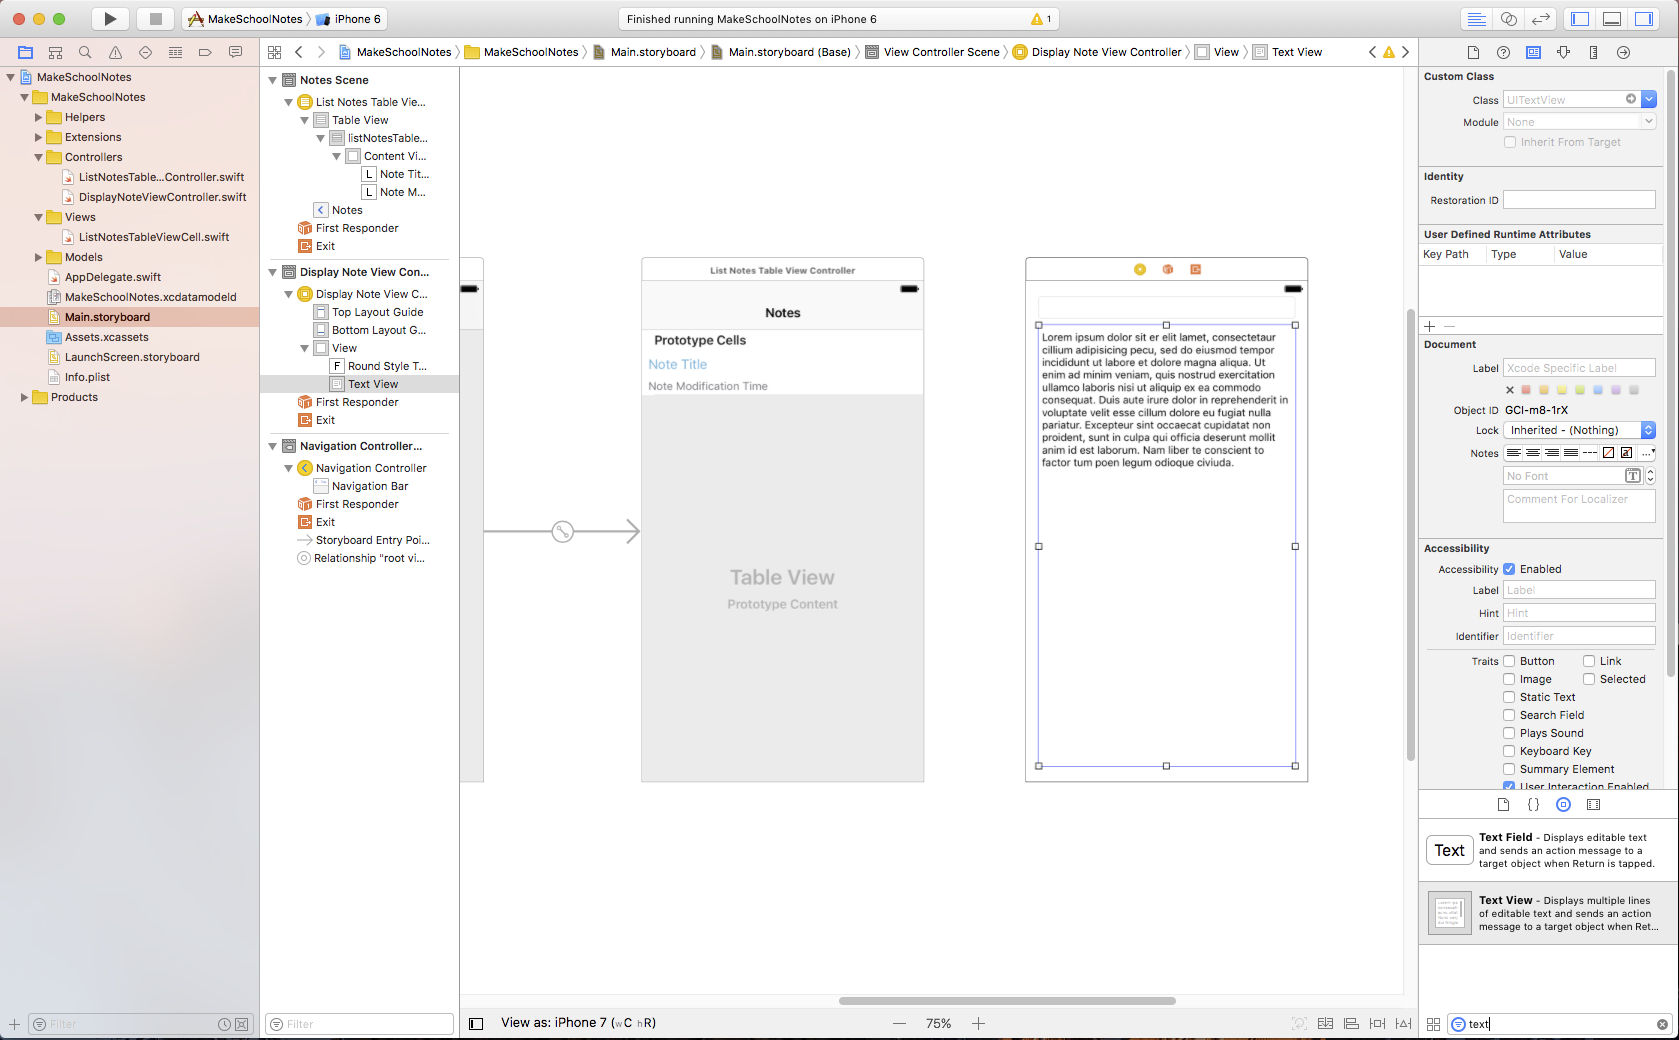 MakeSchoolNotes
iPhone 6
Finished running MakeSchoolNotes on iPhone 6
1
MakeSchoolNotes
MakeSchoolNotes
Main.storyboard
Main.storyboard (Base)
View Controller Scene
Display Note View Controller
View
Text View
MakeSchoolNotes
MakeSchoolNotes
Helpers
Extensions
Controllers
ListNotesTable...Controller.swift
DisplayNoteViewController.swift
Views
ListNotesTableViewCell.swift
Models
AppDelegate.swift
MakeSchoolNotes.xcdatamodeld
Main.storyboard
Assets.xcassets
LaunchScreen.storyboard
Info.plist
Products
Filter
Notes Scene
List Notes Table Vie...
Table View
listNotesTable...
Content Vi...
L Note Tit...
L Note M...
Notes
First Responder
Exit
Display Note View Con...
Display Note View C...
Top Layout Guide
Bottom Layout G...
View
F Round Style T...
Text View
First Responder
Exit
Navigation Controller...
Navigation Controller
Navigation Bar
First Responder
Exit
Storyboard Entry Poi...
Relationship "root vi...
Filter
List Notes Table View Controller
Notes
Prototype Cells
Note Title
Note Modification Time
Table View
Prototype Content
Lorem ipsum dolor sit er elit lamet, consectetaur
cillium adipisicing pecu, sed do eiusmod tempor
incididunt ut labore et dolore magna aliqua. Ut
enim ad minim veniam, quis nostrud exercitation
ullamco laboris nisi ut aliquip ex ea commodo
consequat. Duis aute irure dolor in reprehenderit in
voluptate velit esse cillum dolore eu fugiat nulla
pariatur. Excepteur sint occaecat cupidatat non
proident, sunt in culpa qui officia deserunt mollit
anim id est laborum. Nam liber te conscient to
factor tum poen legum odioque civiuda.
View as: iPhone 7 (wC hR)
75%
Custom Class
Class UITextView
Module None
Inherit From Target
Identity
Restoration ID
User Defined Runtime Attributes
Key Path Type Value
Document
Label Xcode Specific Label
Object ID GCI-m8-1rX
Lock Inherited - (Nothing)
Notes
No Font
Comment For Localizer
Accessibility
Accessibility Enabled
Label Label
Hint Hint
Identifier Identifier
Traits Button Link
Image Selected
Static Text
Search Field
Plays Sound
Keyboard Key
Summary Element
User Interaction Enabled
Text
Text Field - Displays editable text
and sends an action message to a
target object when Return is tapped.
Text View - Displays multiple lines
of editable text and sends an action
message to a target object when Ret...
text